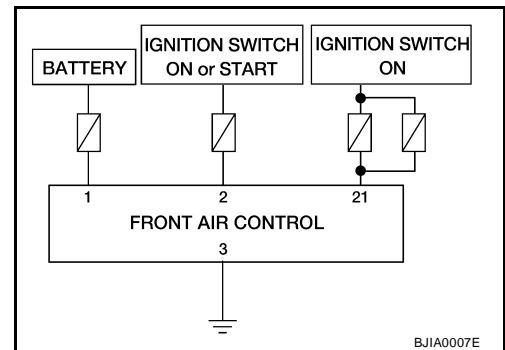 BATTERY
IGNITION SWITCH
ON or START
IGNITION SWITCH
ON
1
2
21
FRONT AIR CONTROL
3
BJIA0007E